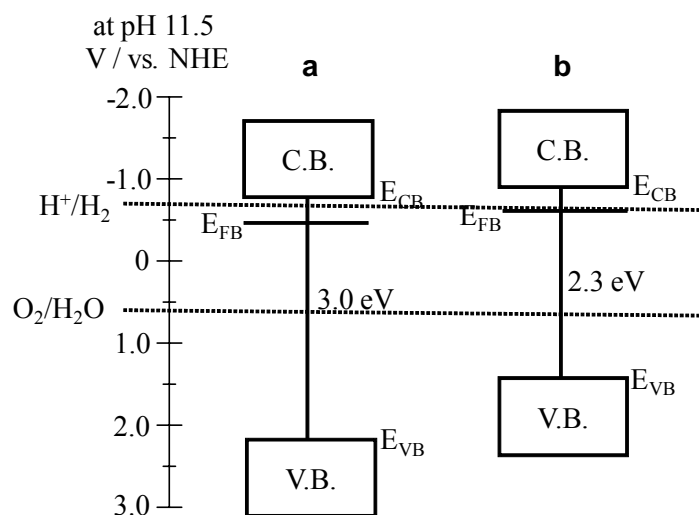 at pH 11.5
V / vs. NHE
a
b
-2.0
C.B.
C.B.
-1.0
E_CB
E_CB
H⁺/H₂
E_FB
E_FB
0
3.0 eV
2.3 eV
O₂/H₂O
1.0
E_VB
2.0
E_VB
V.B.
V.B.
3.0